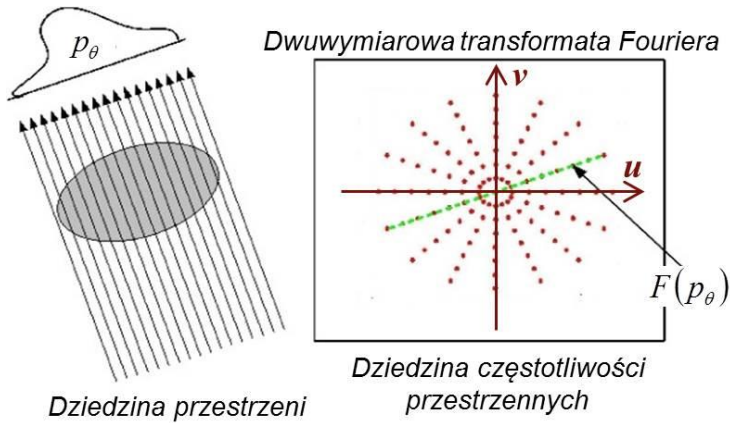 p_θ
Dwuwymiarowa transformata Fouriera
v
u
F(p_θ)
Dziedzina częstotliwości
przestrzennych
Dziedzina przestrzeni